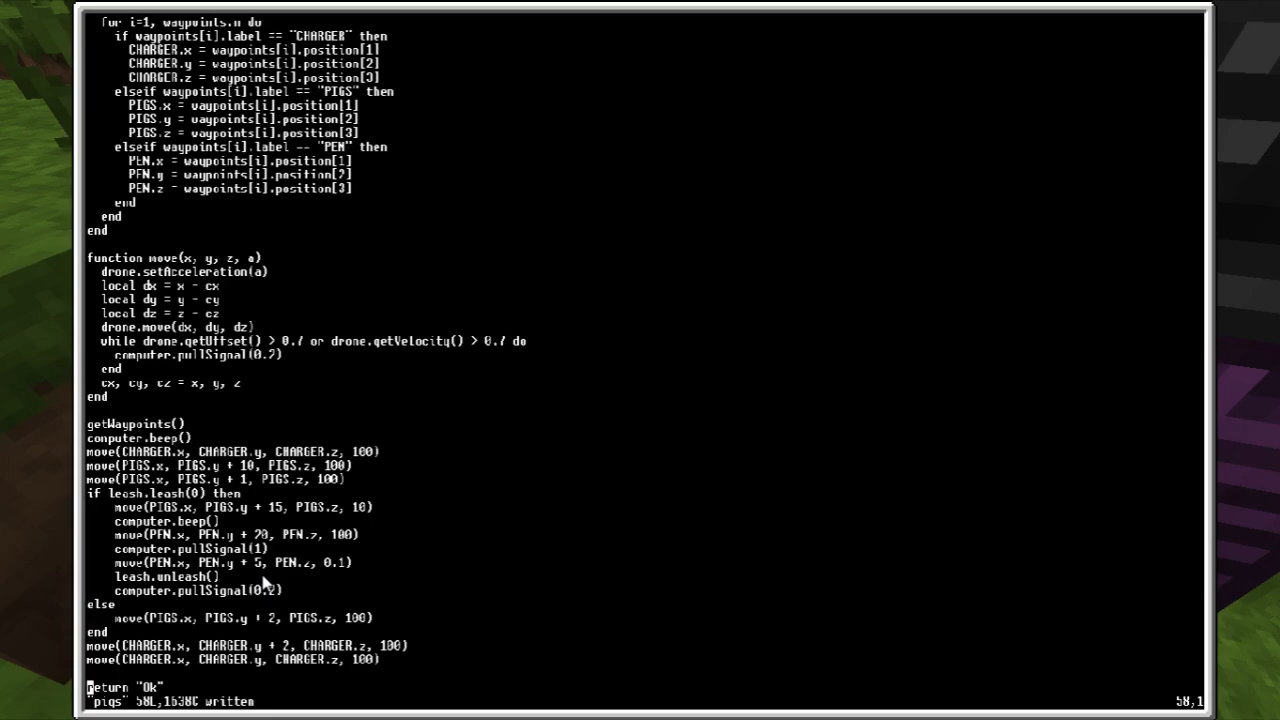 for i=1, waypoints.n do
if waypoints[i].label == "CHARGER" then
CHARGER.x = waypoints[i].position[1]
CHARGER.y = waypoints[i].position[2]
CHARGER.z = waypoints[i].position[3]
elseif waypoints[i].label == "PIGS" then
PIGS.x = waypoints[i].position[1]
PIGS.y = waypoints[i].position[2]
PIGS.z = waypoints[i].position[3]
elseif waypoints[i].label == "PEN" then
PEN.x = waypoints[i].position[1]
PEN.y = waypoints[i].position[2]
PEN.z = waypoints[i].position[3]
end
end
end
function move(x, y, z, a)
drone.setAcceleration(a)
local dx = x - cx
local dy = y - cy
local dz = z - cz
drone.move(dx, dy, dz)
while drone.getOffset() > 0.7 or drone.getVelocity() > 0.7 do
computer.pullSignal(0.2)
end
cx, cy, cz = x, y, z
end
getWaypoints()
computer.beep()
move(CHARGER.x, CHARGER.y, CHARGER.z, 100)
move(PIGS.x, PIGS.y + 10, PIGS.z, 100)
move(PIGS.x, PIGS.y + 1, PIGS.z, 100)
if leash.leash(0) then
move(PIGS.x, PIGS.y + 15, PIGS.z, 10)
computer.beep()
move(PEN.x, PEN.y + 20, PEN.z, 100)
computer.pullSignal(1)
move(PEN.x, PEN.y + 5, PEN.z, 0.1)
leash.unleash()
computer.pullSignal(0.2)
else
move(PIGS.x, PIGS.y + 2, PIGS.z, 100)
end
move(CHARGER.x, CHARGER.y + 2, CHARGER.z, 100)
move(CHARGER.x, CHARGER.y, CHARGER.z, 100)
return "Ok"
"pigs" 58L,1638C written 58,1